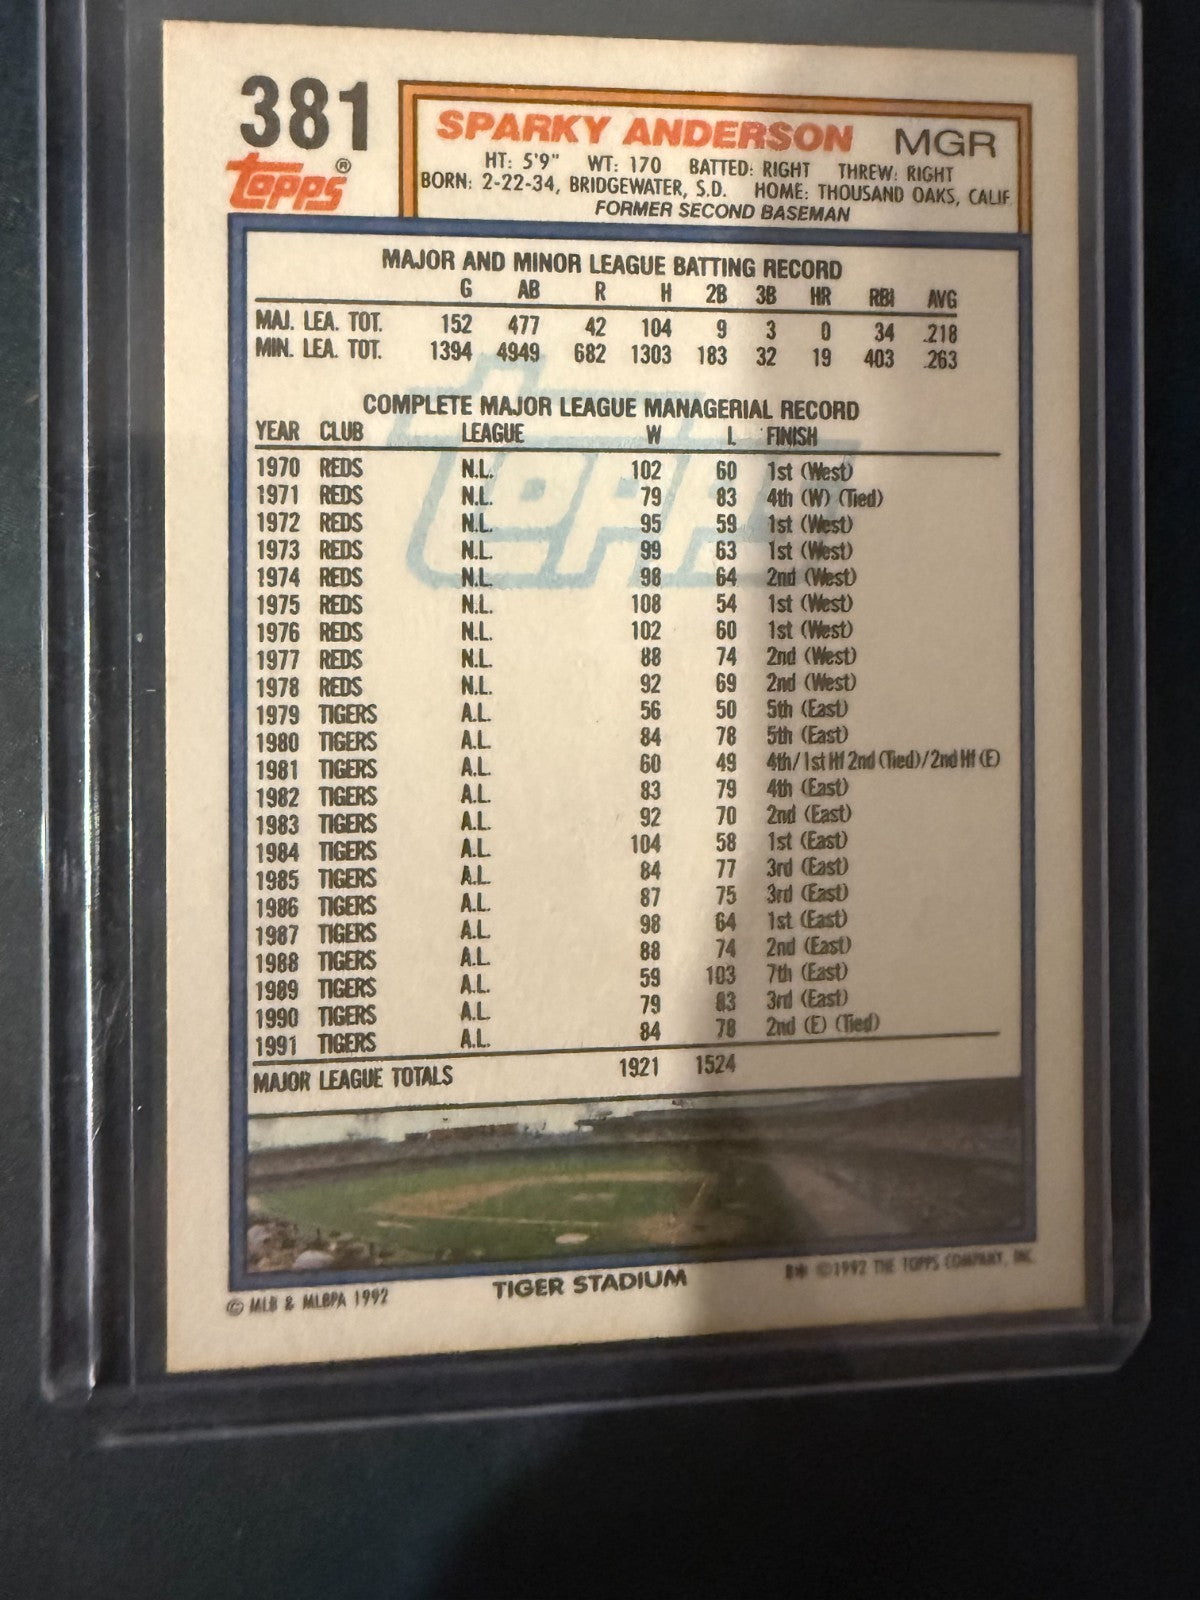 381
Topps®
SPARKY ANDERSON MGR
HT: 5'9" WT: 170 BATTED: RIGHT THREW: RIGHT
BORN: 2-22-34, BRIDGEWATER, S.D. HOME: THOUSAND OAKS, CALIF.
FORMER SECOND BASEMAN
MAJOR AND MINOR LEAGUE BATTING RECORD
G AB R H 2B 3B HR RBI AVG
MAJ. LEA. TOT. 152 477 42 104 9 3 0 34 .218
MIN. LEA. TOT. 1394 4949 682 1303 183 32 19 403 .263
COMPLETE MAJOR LEAGUE MANAGERIAL RECORD
YEAR CLUB LEAGUE W L FINISH
1970 REDS N.L. 102 60 1st (West)
1971 REDS N.L. 79 83 4th (W) (Tied)
1972 REDS N.L. 95 59 1st (West)
1973 REDS N.L. 99 63 1st (West)
1974 REDS N.L. 98 64 2nd (West)
1975 REDS N.L. 108 54 1st (West)
1976 REDS N.L. 102 60 1st (West)
1977 REDS N.L. 88 74 2nd (West)
1978 REDS N.L. 92 69 2nd (West)
1979 TIGERS A.L. 56 50 5th (East)
1980 TIGERS A.L. 84 78 5th (East)
1981 TIGERS A.L. 60 49 4th/1st Hf 2nd (Tied)/2nd Hf (E)
1982 TIGERS A.L. 83 79 4th (East)
1983 TIGERS A.L. 92 70 2nd (East)
1984 TIGERS A.L. 104 58 1st (East)
1985 TIGERS A.L. 84 77 3rd (East)
1986 TIGERS A.L. 87 75 3rd (East)
1987 TIGERS A.L. 98 64 1st (East)
1988 TIGERS A.L. 88 74 2nd (East)
1989 TIGERS A.L. 59 103 7th (East)
1990 TIGERS A.L. 79 83 3rd (East)
1991 TIGERS A.L. 84 78 2nd (E) (Tied)
MAJOR LEAGUE TOTALS 1921 1524
Topps
TIGER STADIUM
© MLB & MLBPA 1992
B* ©1992 THE TOPPS COMPANY, INC.